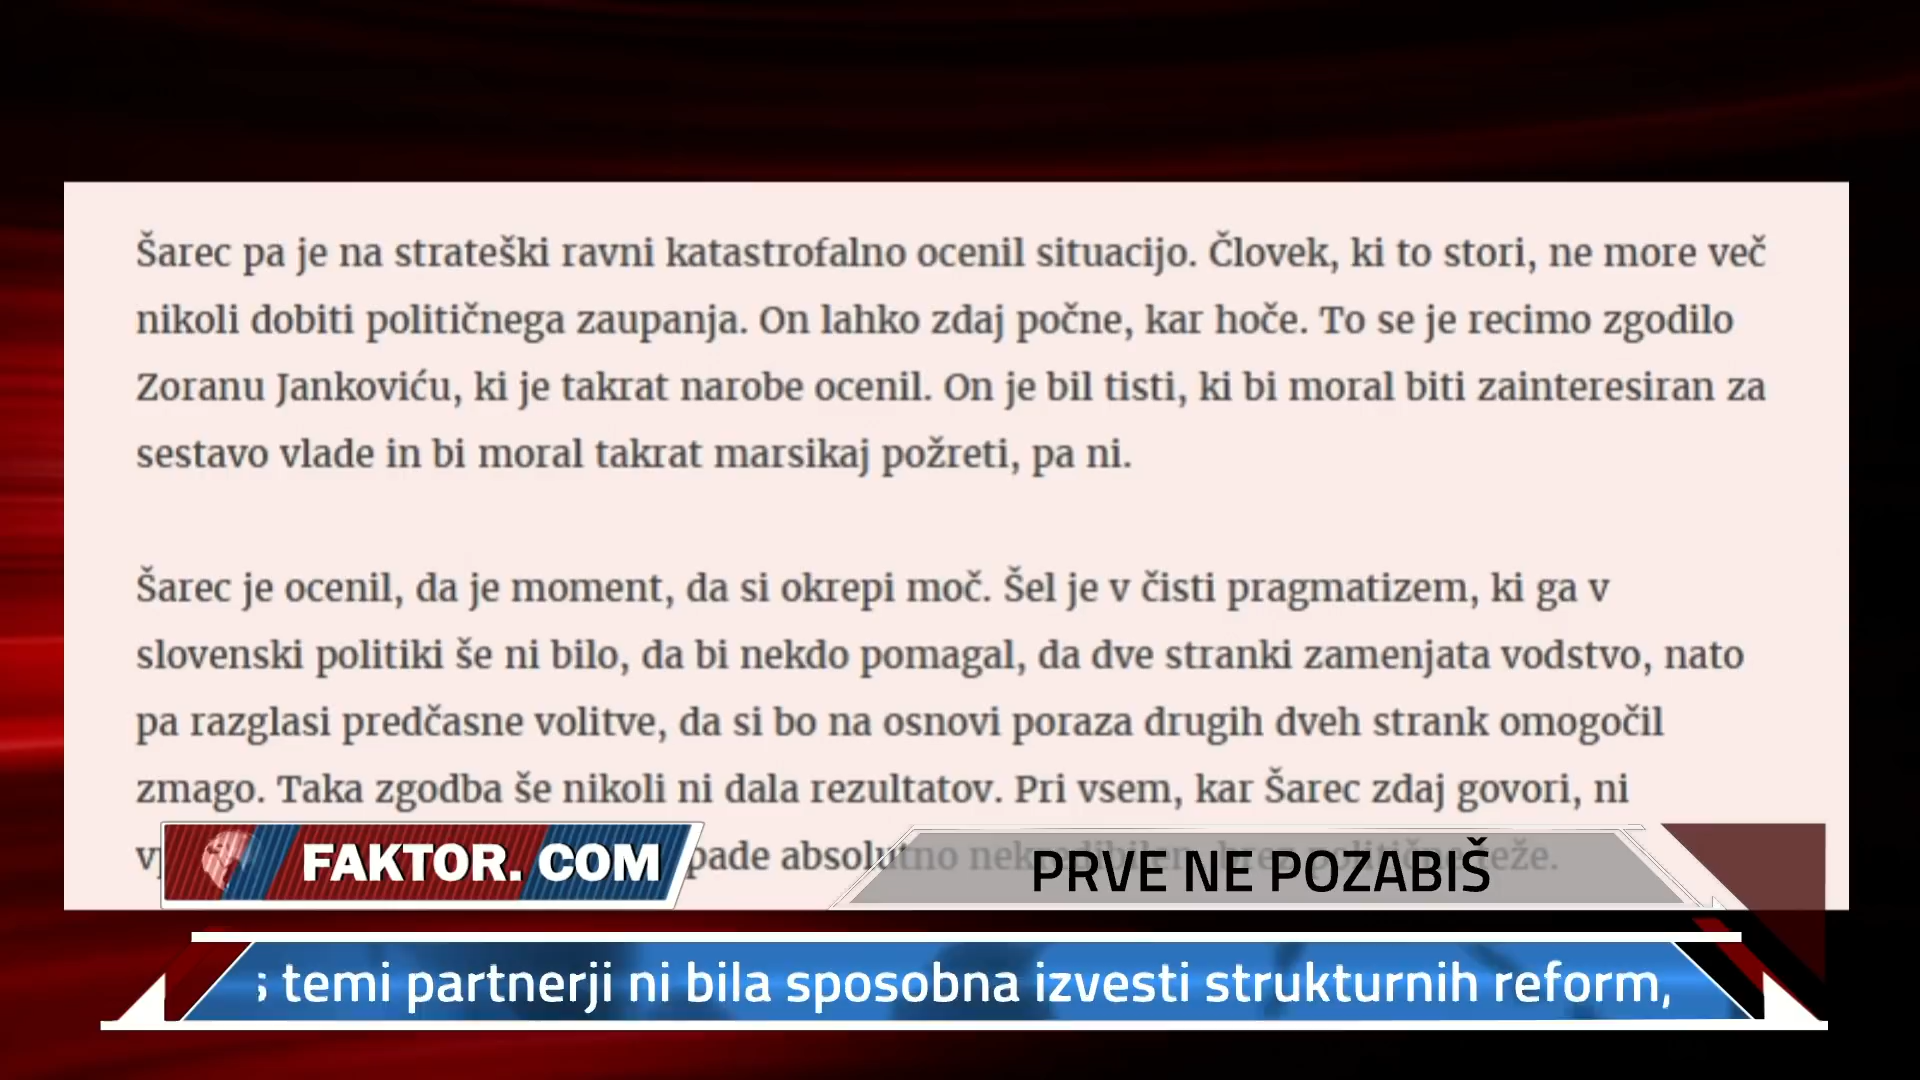 Šarec pa je na strateški ravni katastrofalno ocenil situacijo. Človek, ki to stori, ne more več
nikoli dobiti političnega zaupanja. On lahko zdaj počne, kar hoče. To se je recimo zgodilo
Zoranu Jankoviću, ki je takrat narobe ocenil. On je bil tisti, ki bi moral biti zainteresiran za
sestavo vlade in bi moral takrat marsikaj požreti, pa ni.
Šarec je ocenil, da je moment, da si okrepi moč. Šel je v čisti pragmatizem, ki ga v
slovenski politiki še ni bilo, da bi nekdo pomagal, da dve stranki zamenjata vodstvo, nato
pa razglasi predčasne volitve, da si bo na osnovi poraza drugih dveh strank omogočil
zmago. Taka zgodba še nikoli ni dala rezultatov. Pri vsem, kar Šarec zdaj govori, ni
absolutno nekredibilen, brez politične teže.
FAKTOR.COM
PRVE NE POZABIŠ
s temi partnerji ni bila sposobna izvesti strukturnih reform,